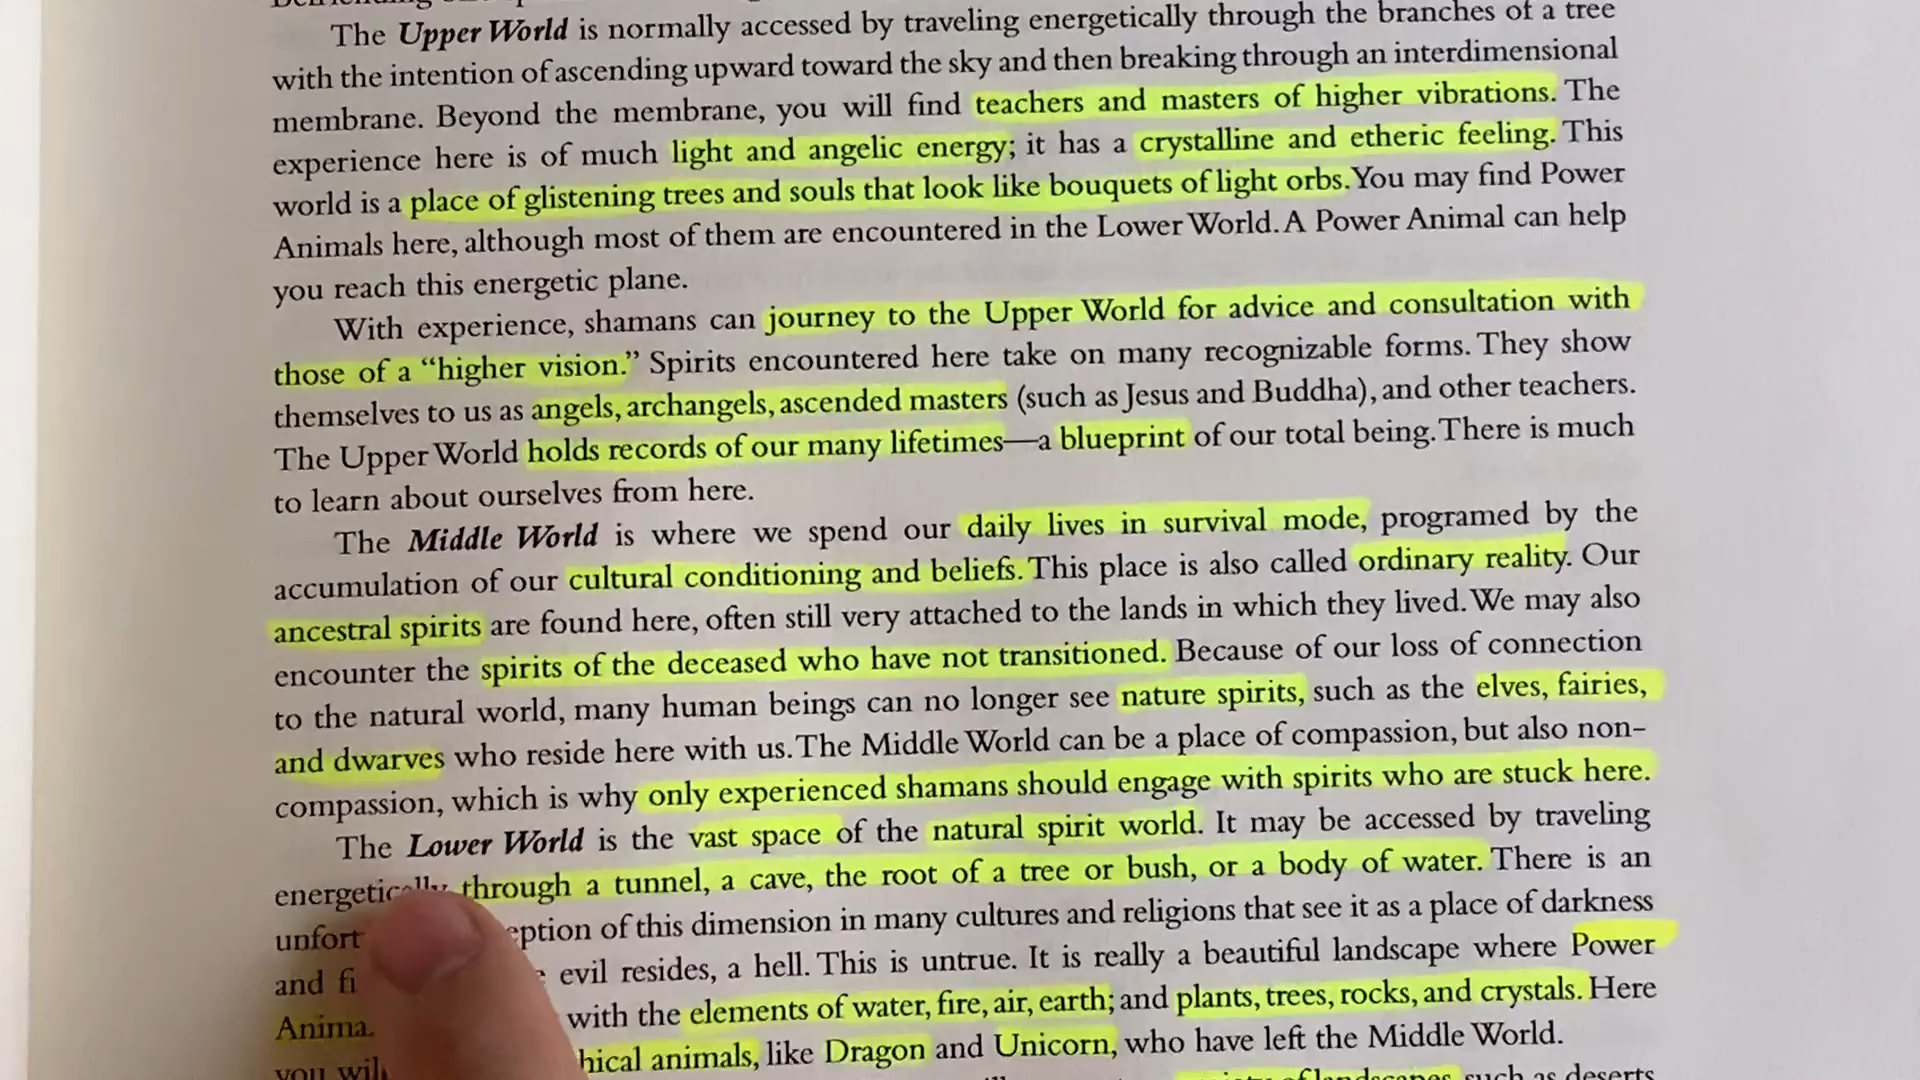 The Upper World is normally accessed by traveling energetically through the branches of a tree
with the intention of ascending upward toward the sky and then breaking through an interdimensional
membrane. Beyond the membrane, you will find teachers and masters of higher vibrations. The
experience here is of much light and angelic energy; it has a crystalline and etheric feeling. This
world is a place of glistening trees and souls that look like bouquets of light orbs. You may find Power
Animals here, although most of them are encountered in the Lower World. A Power Animal can help
you reach this energetic plane.
With experience, shamans can journey to the Upper World for advice and consultation with
those of a “higher vision.” Spirits encountered here take on many recognizable forms. They show
themselves to us as angels, archangels, ascended masters (such as Jesus and Buddha), and other teachers.
The Upper World holds records of our many lifetimes—a blueprint of our total being. There is much
to learn about ourselves from here.
The Middle World is where we spend our daily lives in survival mode, programed by the
accumulation of our cultural conditioning and beliefs. This place is also called ordinary reality. Our
ancestral spirits are found here, often still very attached to the lands in which they lived. We may also
encounter the spirits of the deceased who have not transitioned. Because of our loss of connection
to the natural world, many human beings can no longer see nature spirits, such as the elves, fairies,
and dwarves who reside here with us. The Middle World can be a place of compassion, but also non-
compassion, which is why only experienced shamans should engage with spirits who are stuck here.
The Lower World is the vast space of the natural spirit world. It may be accessed by traveling
energetically through a tunnel, a cave, the root of a tree or bush, or a body of water. There is an
of this dimension in many cultures and religions that see it as a place of darkness
and evil resides, a hell. This is untrue. It is really a beautiful landscape where Power
with the elements of water, fire, air, earth; and plants, trees, rocks, and crystals. Here
you animals, like Dragon and Unicorn, who have left the Middle World.
of landscapes such as deserts